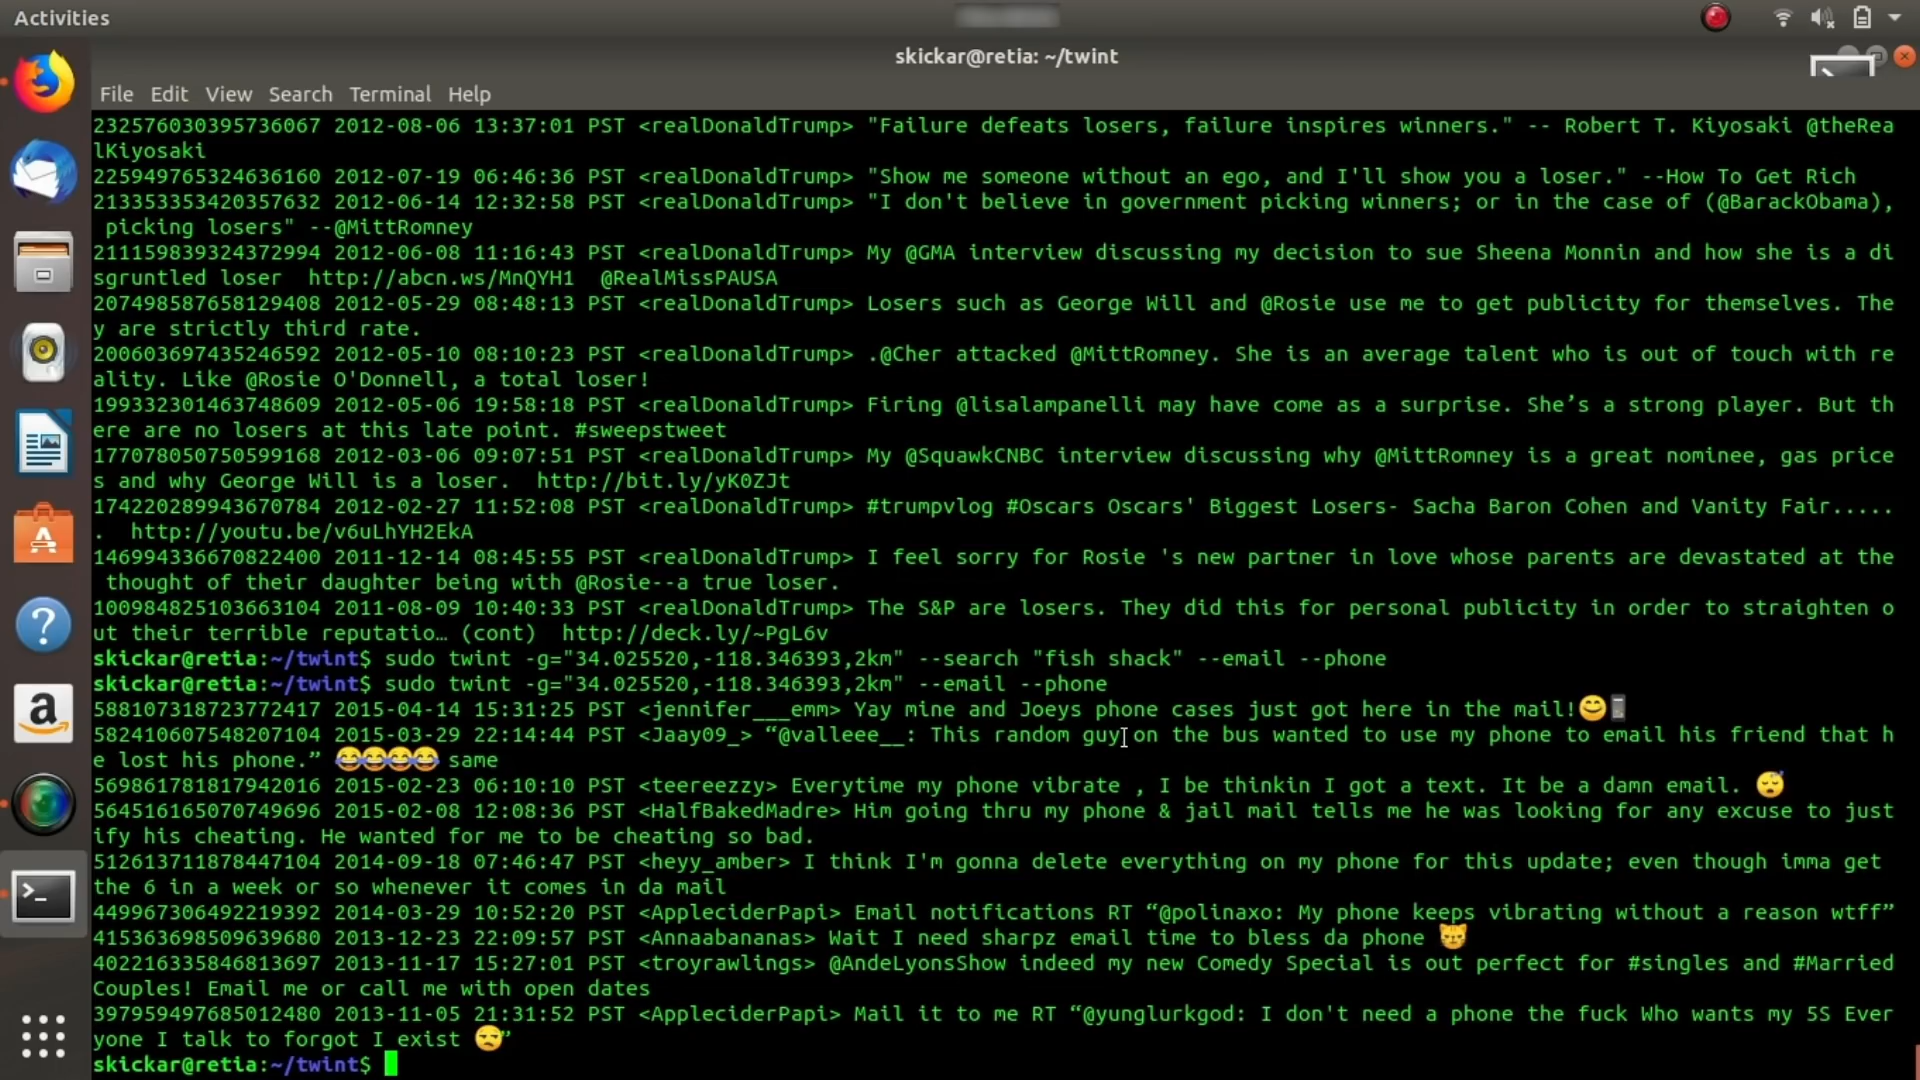 Activities
skickar@retia: ~/twint
File Edit View Search Terminal Help
232576030395736067 2012-08-06 13:37:01 PST <realDonaldTrump> "Failure defeats losers, failure inspires winners." -- Robert T. Kiyosaki @theRea
lKiyosaki
225949765324636160 2012-07-19 06:46:36 PST <realDonaldTrump> "Show me someone without an ego, and I'll show you a loser." --How To Get Rich
213353353420357632 2012-06-14 12:32:58 PST <realDonaldTrump> "I don't believe in government picking winners; or in the case of (@BarackObama),
picking losers" --@MittRomney
211159839324372994 2012-06-08 11:16:43 PST <realDonaldTrump> My @GMA interview discussing my decision to sue Sheena Monnin and how she is a di
sgruntled loser  http://abcn.ws/MnQYH1  @RealMissPAUSA
207498587658129408 2012-05-29 08:48:13 PST <realDonaldTrump> Losers such as George Will and @Rosie use me to get publicity for themselves. The
y are strictly third rate.
200603697435246592 2012-05-10 08:10:23 PST <realDonaldTrump> .@Cher attacked @MittRomney. She is an average talent who is out of touch with re
ality. Like @Rosie O'Donnell, a total loser!
199332301463748609 2012-05-06 19:58:18 PST <realDonaldTrump> Firing @lisalampanelli may have come as a surprise. She’s a strong player. But th
ere are no losers at this late point. #sweepstweet
177078050750599168 2012-03-06 09:07:51 PST <realDonaldTrump> My @SquawkCNBC interview discussing why @MittRomney is a great nominee, gas price
s and why George Will is a loser.  http://bit.ly/yK0ZJt
174220289943670784 2012-02-27 11:52:08 PST <realDonaldTrump> #trumpvlog #Oscars Oscars' Biggest Losers- Sacha Baron Cohen and Vanity Fair.....
.  http://youtu.be/v6uLhYH2EkA
146994336670822400 2011-12-14 08:45:55 PST <realDonaldTrump> I feel sorry for Rosie 's new partner in love whose parents are devastated at the
thought of their daughter being with @Rosie--a true loser.
100984825103663104 2011-08-09 10:40:33 PST <realDonaldTrump> The S&P are losers. They did this for personal publicity in order to straighten o
ut their terrible reputatio… (cont)  http://deck.ly/~PgL6v
skickar@retia:~/twint$ sudo twint -g="34.025520,-118.346393,2km" --search "fish shack" --email --phone
skickar@retia:~/twint$ sudo twint -g="34.025520,-118.346393,2km" --email --phone
588107318723772417 2015-04-14 15:31:25 PST <jennifer___emm> Yay mine and Joeys phone cases just got here in the mail!😊📱
582410607548207104 2015-03-29 22:14:44 PST <Jaay09_> “@valleee__: This random guy on the bus wanted to use my phone to email his friend that h
e lost his phone.” 😂😂😂😂 same
569861781817942016 2015-02-23 06:10:10 PST <teereezzy> Everytime my phone vibrate , I be thinkin I got a text. It be a damn email. 😴
564516165070749696 2015-02-08 12:08:36 PST <HalfBakedMadre> Him going thru my phone & jail mail tells me he was looking for any excuse to just
ify his cheating. He wanted for me to be cheating so bad.
512613711878447104 2014-09-18 07:46:47 PST <heyy_amber> I think I'm gonna delete everything on my phone for this update; even though imma get
the 6 in a week or so whenever it comes in da mail
449967306492219392 2014-03-29 10:52:20 PST <AppleciderPapi> Email notifications RT “@polinaxo: My phone keeps vibrating without a reason wtff”
415363698509639680 2013-12-23 22:09:57 PST <Annaabananas> Wait I need sharpz email time to bless da phone 😼
402216335846813697 2013-11-17 15:27:01 PST <troyrawlings> @AndeLyonsShow indeed my new Comedy Special is out perfect for #singles and #Married
Couples! Email me or call me with open dates
397959497685012480 2013-11-05 21:31:52 PST <AppleciderPapi> Mail it to me RT “@yunglurkgod: I don't need a phone the fuck Who wants my 5S Ever
yone I talk to forgot I exist 😒”
skickar@retia:~/twint$